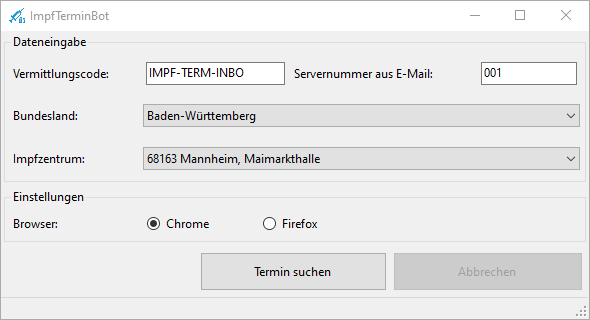 ImpfTerminBot
Dateneingabe
Vermittlungscode: IMPF-TERM-INBO Servernummer aus E-Mail: 001
Bundesland: Baden-Württemberg
Impfzentrum: 68163 Mannheim, Maimarkthalle
Einstellungen
Browser: Chrome Firefox
Termin suchen Abbrechen